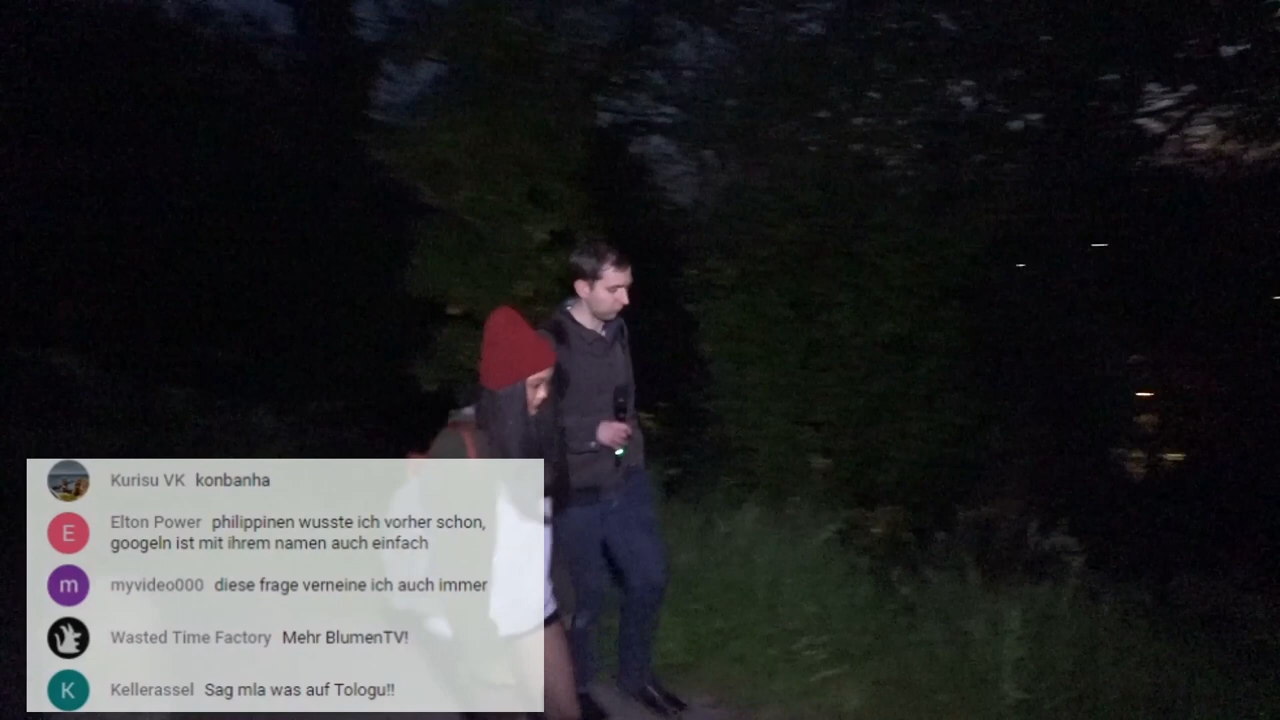 Kurisu VK konbanha
Elton Power philippinen wusste ich vorher schon,
googeln ist mit ihrem namen auch einfach
E
myvideo000 diese frage verneine ich auch immer
m
Wasted Time Factory Mehr BlumenTV!
Kellerassel Sag mla was auf Tologu!!
K